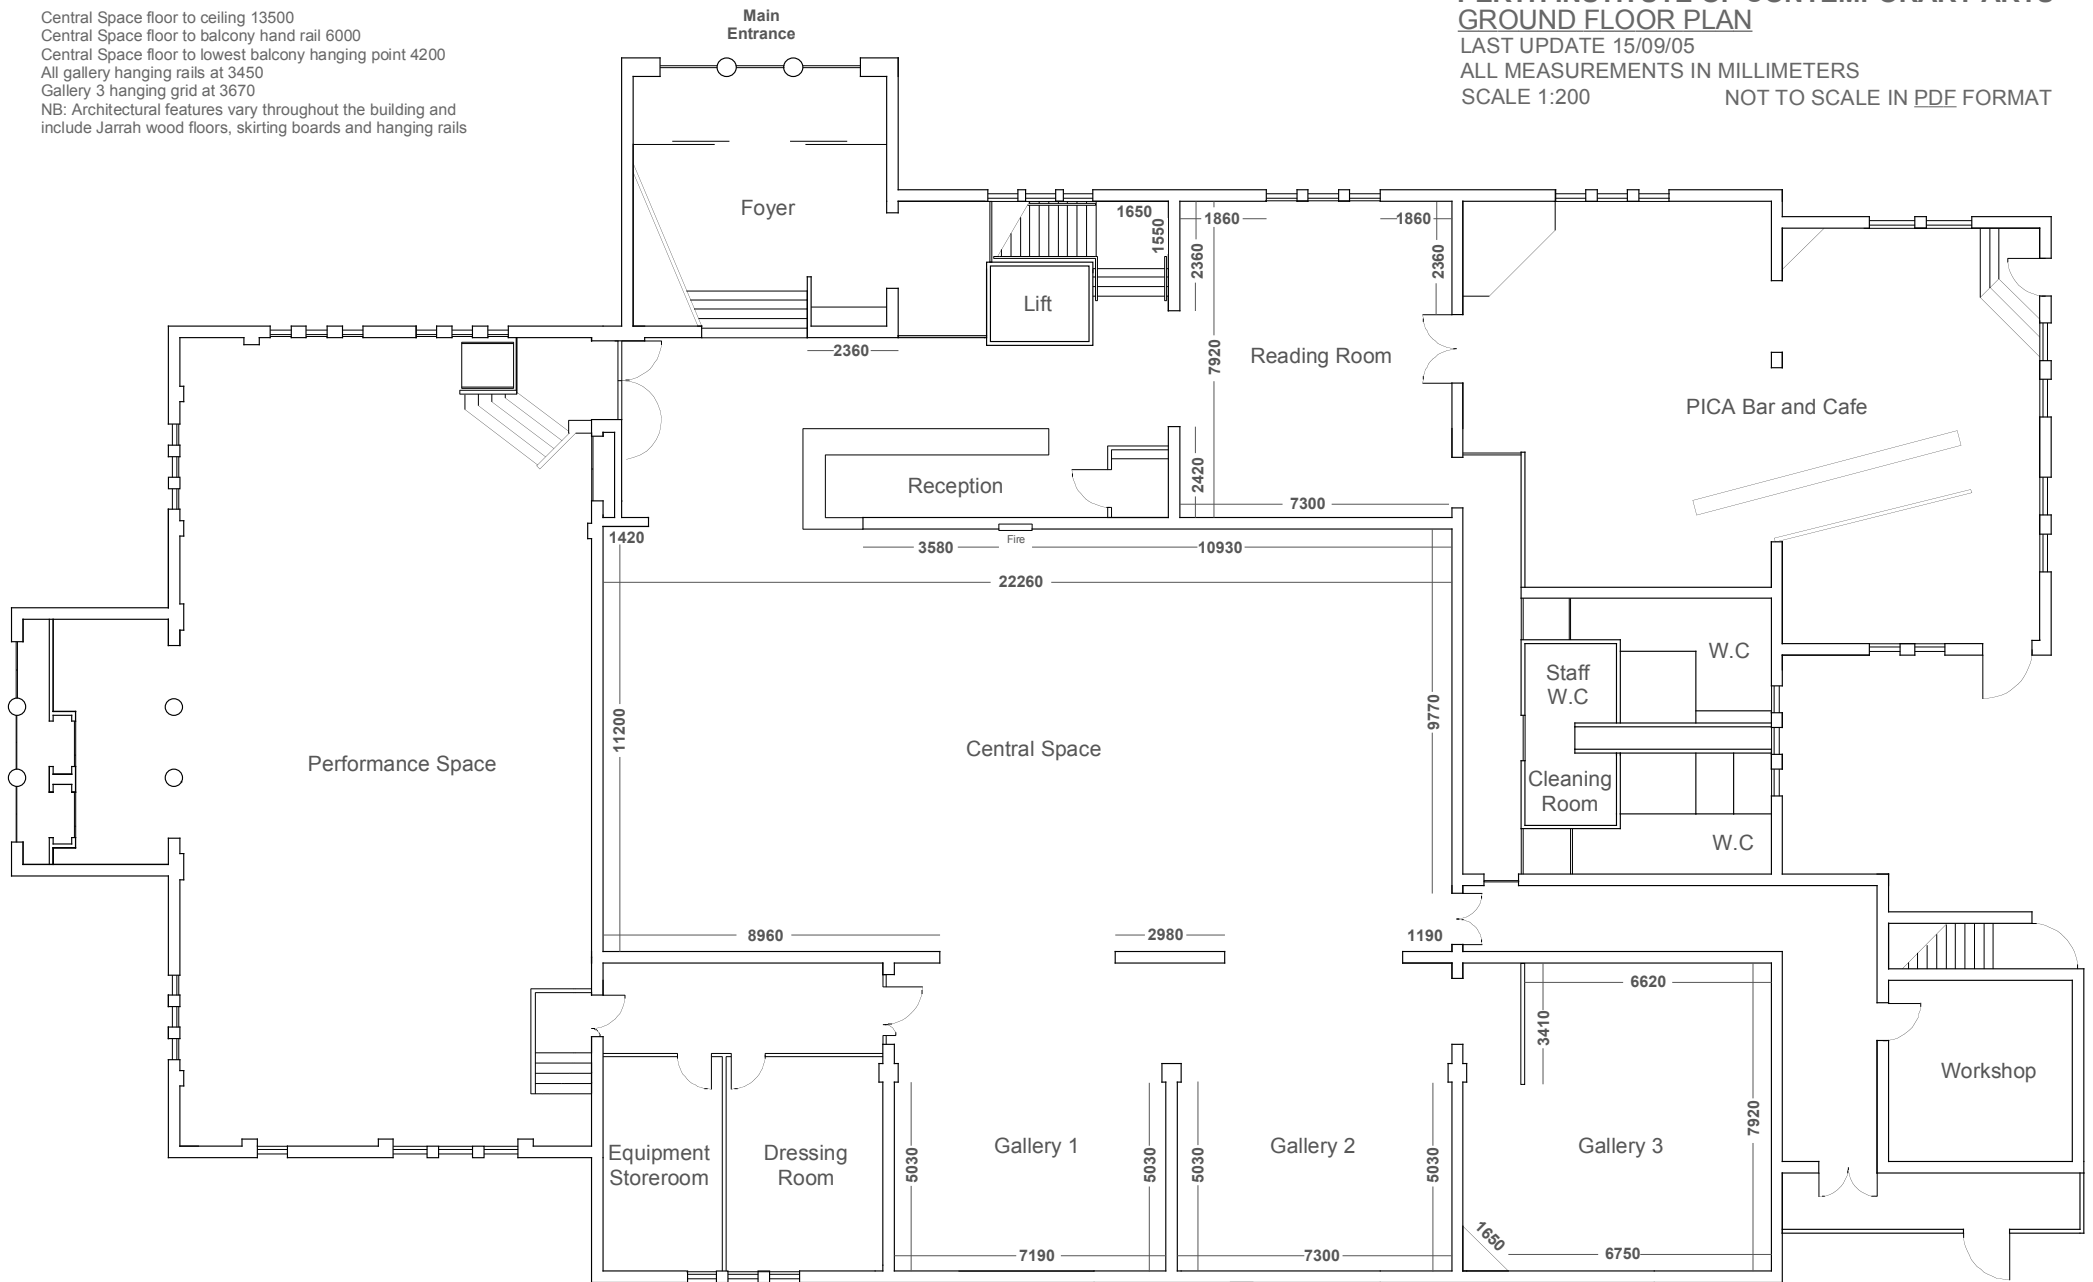 Central Space floor to ceiling 13500
Central Space floor to balcony hand rail 6000
Central Space floor to lowest balcony hanging point 4200
All gallery hanging rails at 3450
Gallery 3 hanging grid at 3670
NB: Architectural features vary throughout the building and
include Jarrah wood floors, skirting boards and hanging rails
Main
Entrance
PERTH INSTITUTE OF CONTEMPORARY ARTS
GROUND FLOOR PLAN
LAST UPDATE 15/09/05
ALL MEASUREMENTS IN MILLIMETERS
SCALE 1:200
NOT TO SCALE IN PDF FORMAT
Foyer
1650
1550
1860
1860
2360
2360
Lift
2360
7920
Reading Room
PICA Bar and Cafe
Reception
2420
7300
1420
Fire
3580
10930
22260
11200
9770
Central Space
Performance Space
W.C
Staff
W.C
Cleaning
Room
W.C
8960
2980
1190
6620
3410
7920
Workshop
Equipment
Storeroom
Dressing
Room
5030
Gallery 1
5030
5030
Gallery 2
5030
Gallery 3
7190
7300
1650
6750